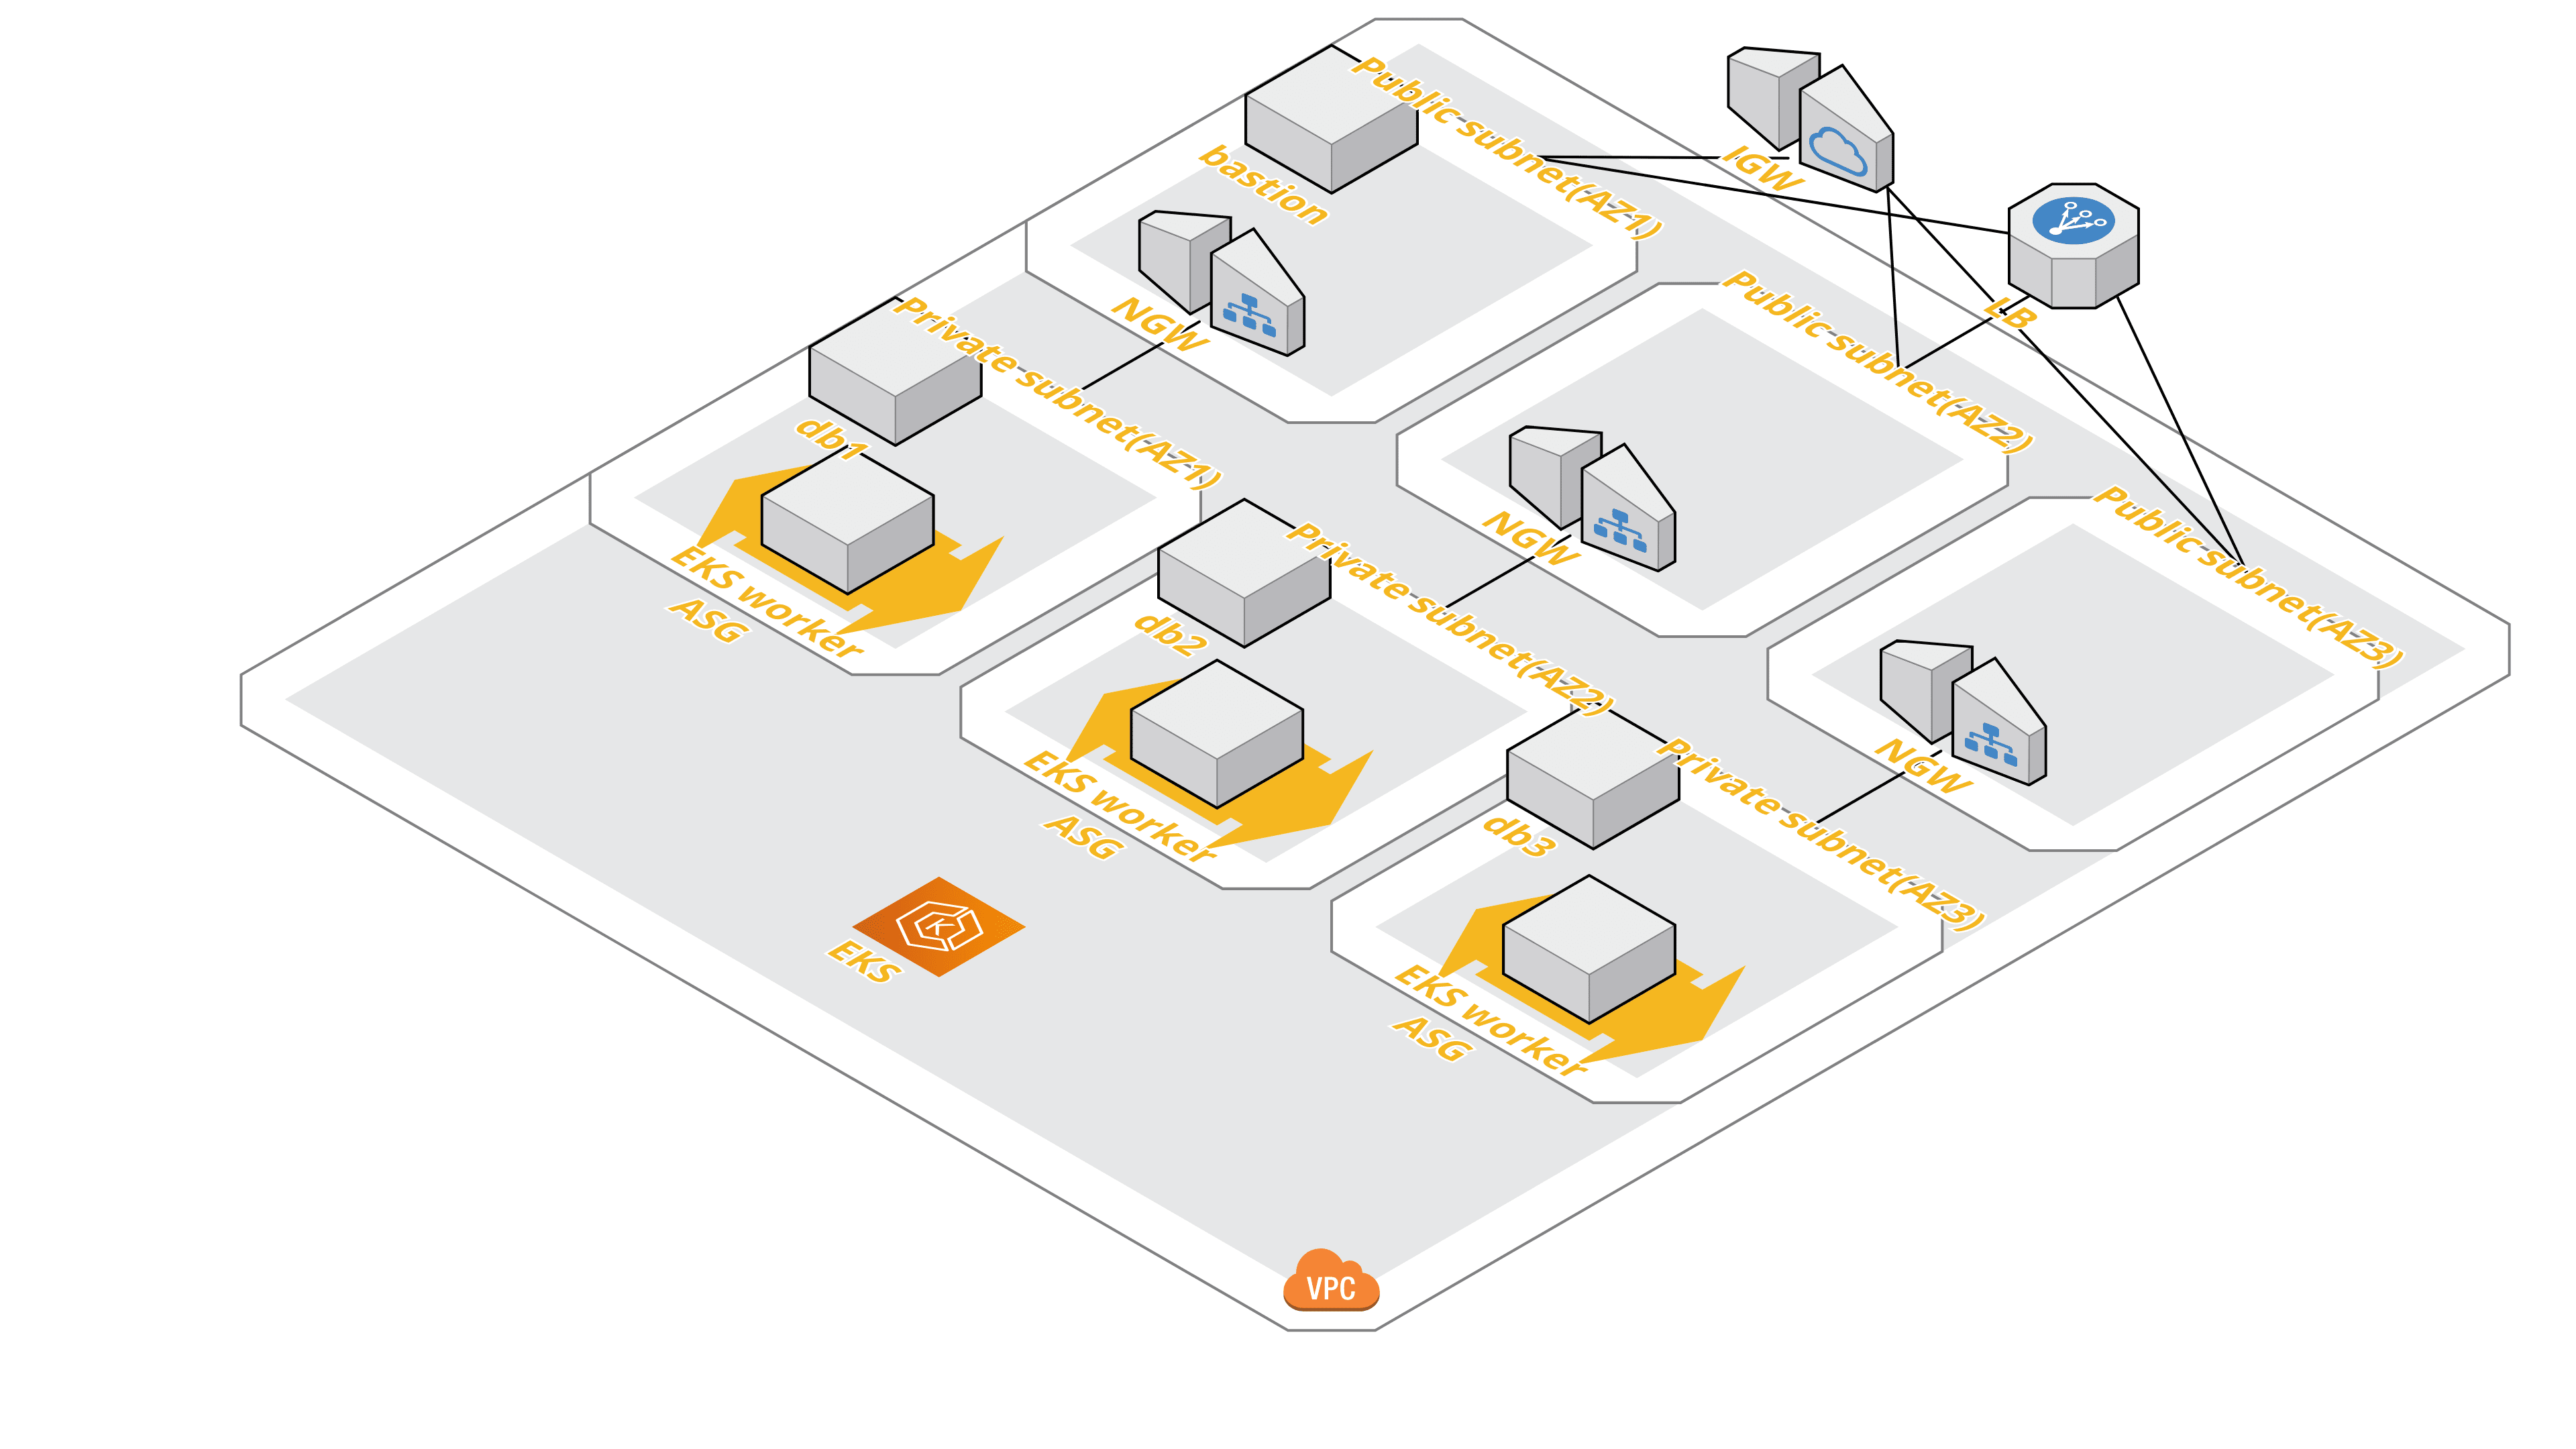 Public subnet(AZ1)
bastion
IGW
NGW
LB
Public subnet(AZ2)
Private subnet(AZ1)
db1
NGW
Public subnet(AZ3)
EKS worker
ASG
Private subnet(AZ2)
db2
NGW
EKS worker
ASG
Private subnet(AZ3)
db3
EKS worker
ASG
K
EKS
VPC